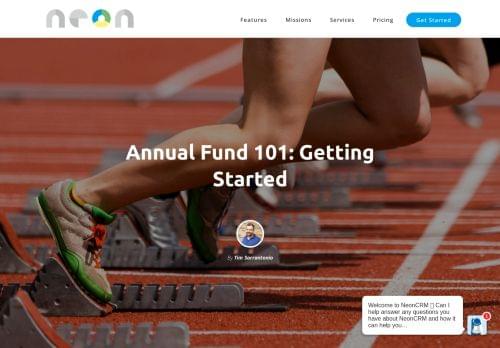 neon
Features
Missions
Services
Pricing
Get Started
Annual Fund 101: Getting
Started
By Tim Sarrantonio
Welcome to NeonCRM Can I
help answer any questions you
have about NeonCRM and how it
can help you...
1